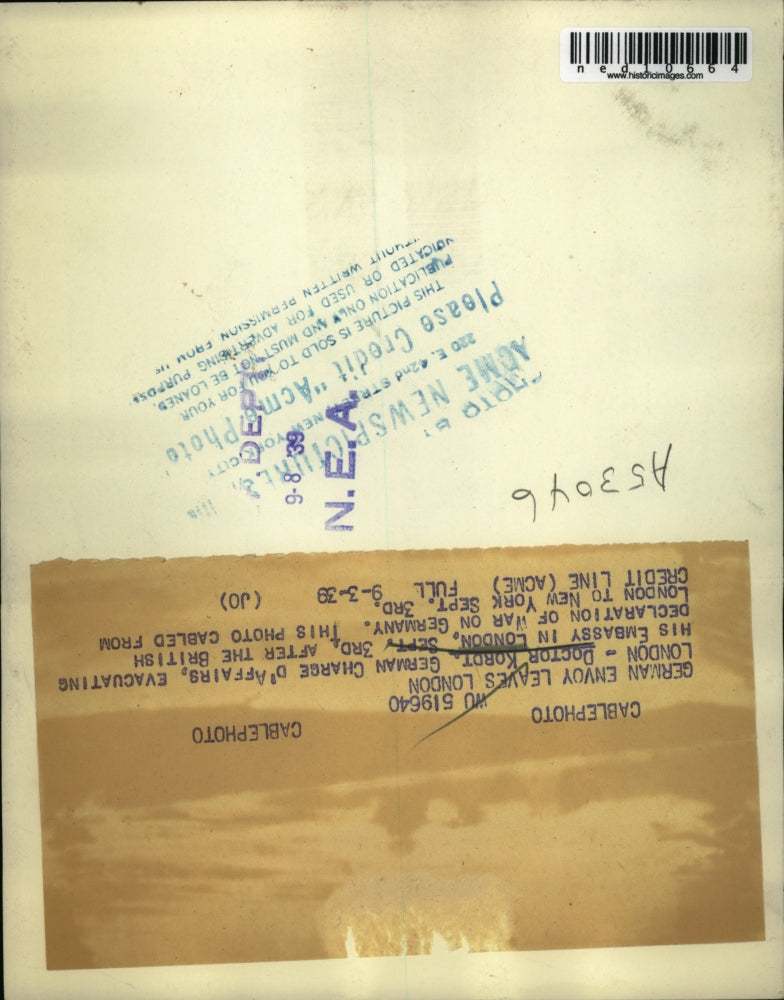 ned10664
www.historicimages.com
PHOTO BY
ACME NEWSPICTURES, Inc
220 E. 42nd STREET NEW YORK CITY
Please Credit "Acme Photo
THIS PICTURE IS SOLD TO YOU FOR YOUR
PUBLICATION ONLY AND MUST NOT BE LOANED,
OR USED FOR ADVERTISING PURPOSES
WRITTEN PERMISSION FROM US
DEPT.
9-8 '39
N.E.A.
A53046
CABLEPHOTO CABLEPHOTO
WU 519640
GERMAN ENVOY LEAVES LONDON
LONDON - DOCTOR KORDT, GERMAN CHARGE D'AFFAIRS, EVACUATING
HIS EMBASSY IN LONDON, SEPT. 3RD, AFTER THE BRITISH
DECLARATION OF WAR ON GERMANY. THIS PHOTO CABLED FROM
LONDON TO NEW YORK SEPT. 3RD.
CREDIT LINE (ACME) FULL 9-3-39 (JO)